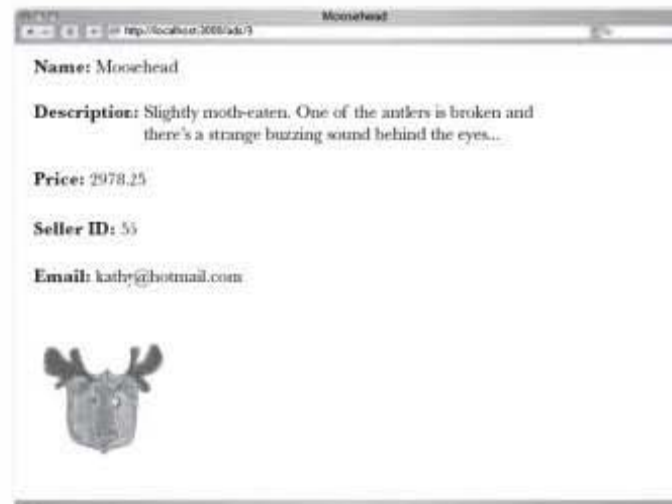 Moosehead
http://localhost:3000/ads/3
Name: Moosehead
Description: Slightly moth-eaten. One of the antlers is broken and
there's a strange buzzing sound behind the eyes...
Price: 2978.25
Seller ID: 55
Email: kathy@hotmail.com